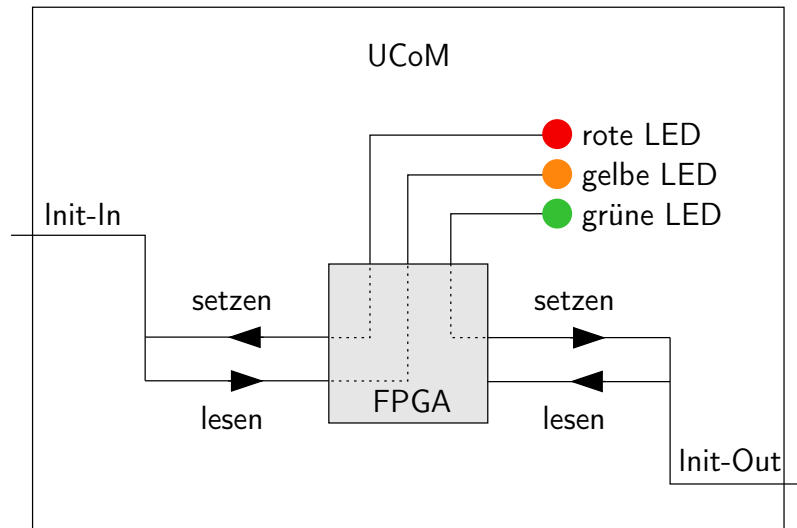 UCoM
rote LED
gelbe LED
Init-In
grüne LED
setzen
setzen
FPGA
lesen
lesen
Init-Out